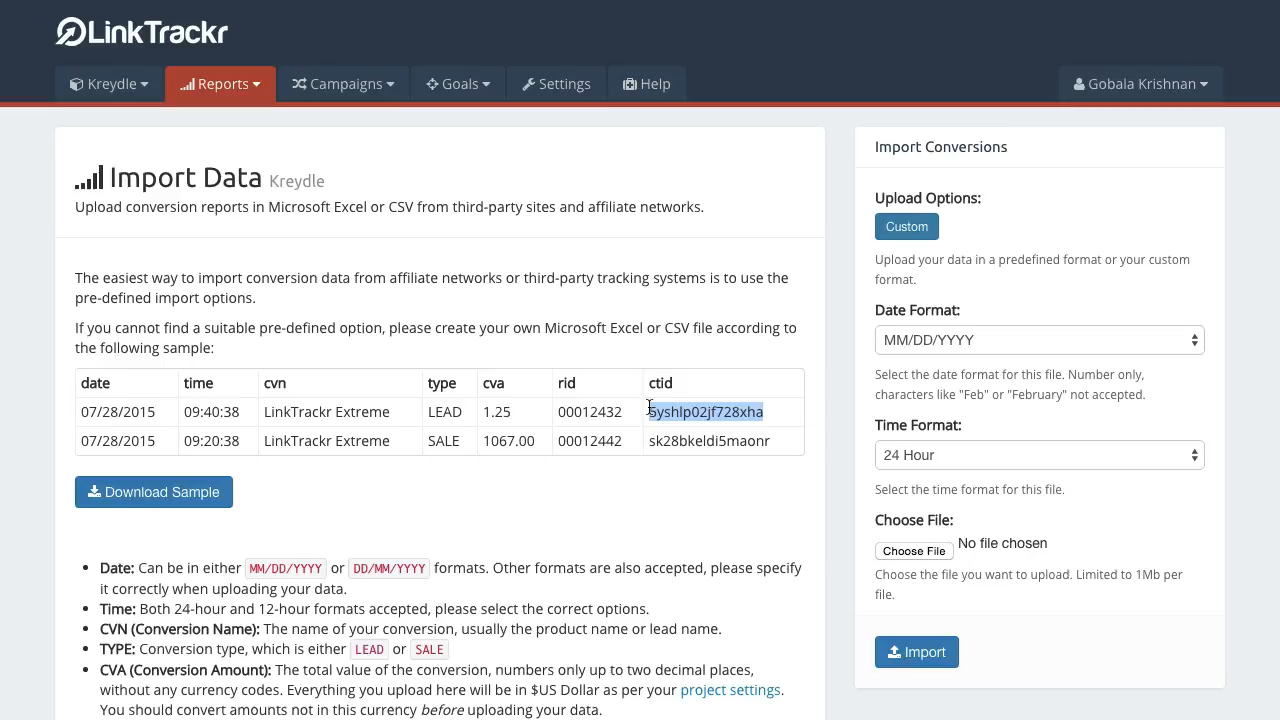 LinkTrackr
Kreydle
Reports
Campaigns
Goals
Settings
Help
Gobala Krishnan
Import Data Kreydle
Upload conversion reports in Microsoft Excel or CSV from third-party sites and affiliate networks.
The easiest way to import conversion data from affiliate networks or third-party tracking systems is to use the
pre-defined import options.
If you cannot find a suitable pre-defined option, please create your own Microsoft Excel or CSV file according to
the following sample:
date time cvn type cva rid ctid
07/28/2015 09:40:38 LinkTrackr Extreme LEAD 1.25 00012432 5yshlp02jf728xha
07/28/2015 09:20:38 LinkTrackr Extreme SALE 1067.00 00012442 sk28bkeldi5maonr
Download Sample
Date: Can be in either MM/DD/YYYY or DD/MM/YYYY formats. Other formats are also accepted, please specify
it correctly when uploading your data.
Time: Both 24-hour and 12-hour formats accepted, please select the correct options.
CVN (Conversion Name): The name of your conversion, usually the product name or lead name.
TYPE: Conversion type, which is either LEAD or SALE
CVA (Conversion Amount): The total value of the conversion, numbers only up to two decimal places,
without any currency codes. Everything you upload here will be in $US Dollar as per your project settings.
You should convert amounts not in this currency before uploading your data.
Import Conversions
Upload Options:
Custom
Upload your data in a predefined format or your custom
format.
Date Format:
MM/DD/YYYY
Select the date format for this file. Number only,
characters like "Feb" or "February" not accepted.
Time Format:
24 Hour
Select the time format for this file.
Choose File:
Choose File No file chosen
Choose the file you want to upload. Limited to 1Mb per
file.
Import